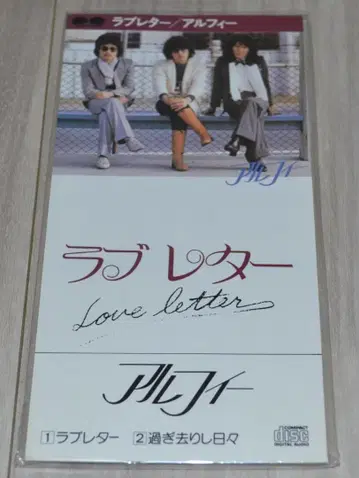 ラブレター／アルフィー
アルフィー
ラブレター
Love letter
アルフィー
1 ラブレター 2 過ぎ去りし日々
COMPACT
disc
DIGITAL AUDIO